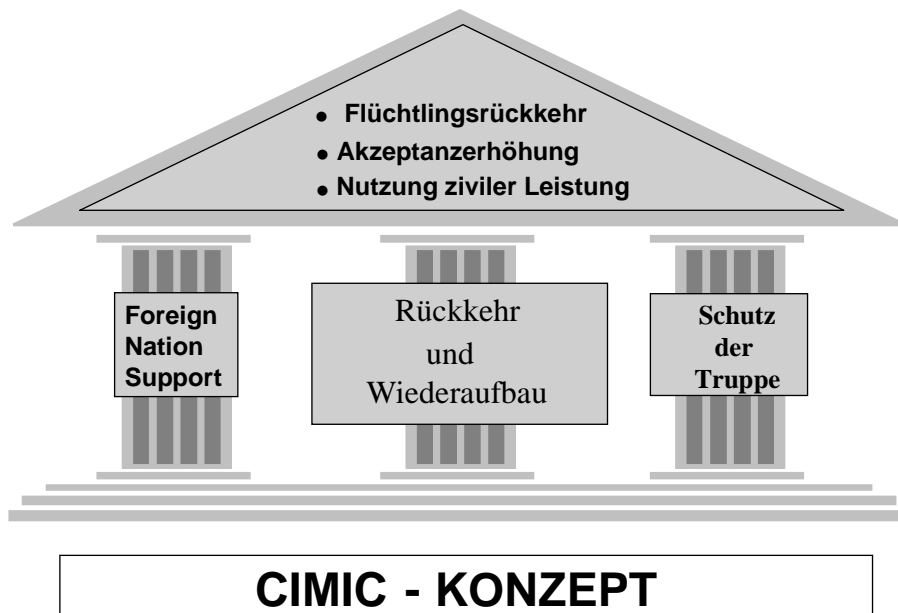 • Flüchtlingsrückkehr
• Akzeptanzerhöhung
• Nutzung ziviler Leistung
Foreign
Nation
Support
Rückkehr
und
Wiederaufbau
Schutz
der
Truppe
CIMIC - KONZEPT